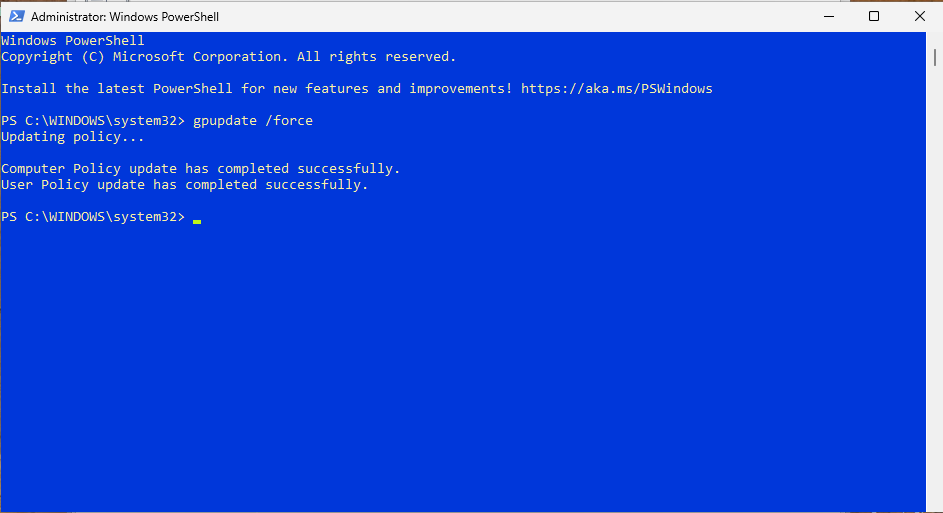 Administrator: Windows PowerShell
Windows PowerShell
Copyright (C) Microsoft Corporation. All rights reserved.
Install the latest PowerShell for new features and improvements! https://aka.ms/PSWindows
PS C:\WINDOWS\system32> gpupdate /force
Updating policy...
Computer Policy update has completed successfully.
User Policy update has completed successfully.
PS C:\WINDOWS\system32>